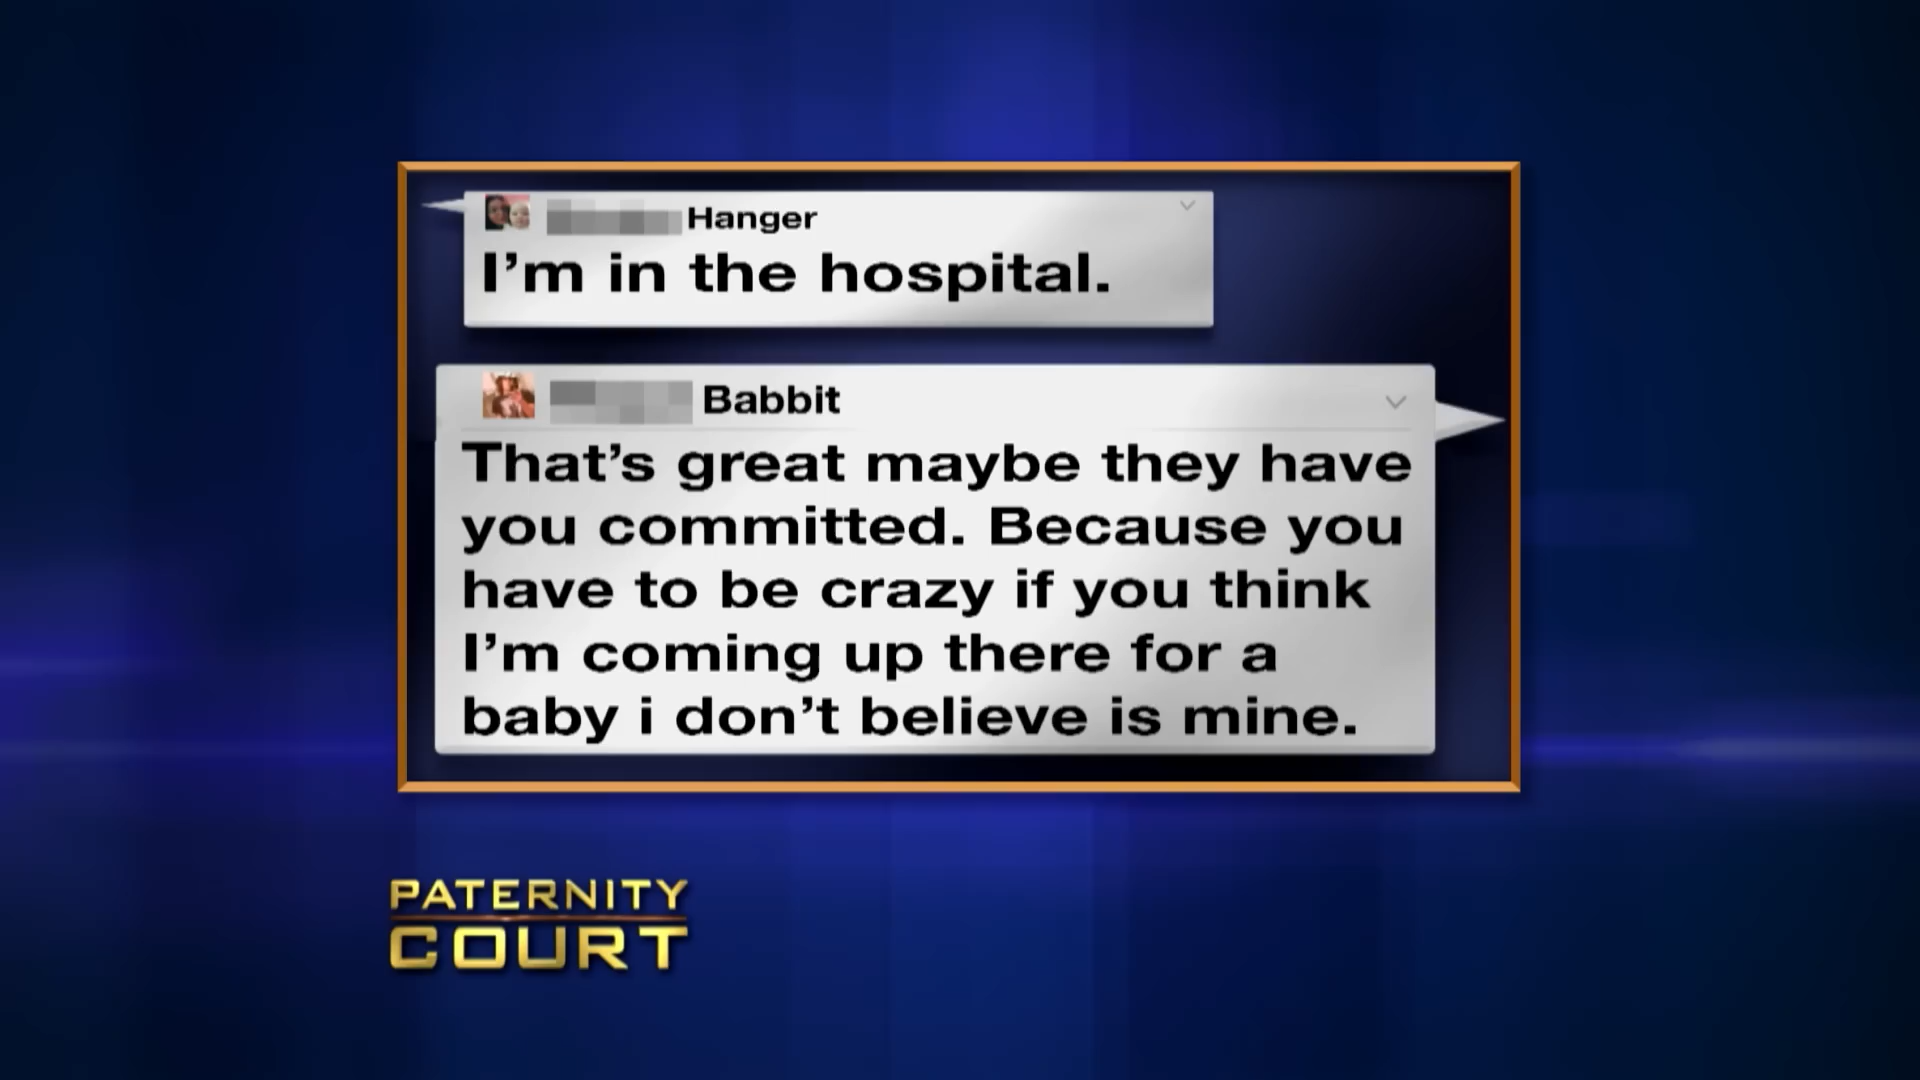 Hanger
I'm in the hospital.
Babbit
That's great maybe they have
you committed. Because you
have to be crazy if you think
I'm coming up there for a
baby i don't believe is mine.
PATERNITY
COURT